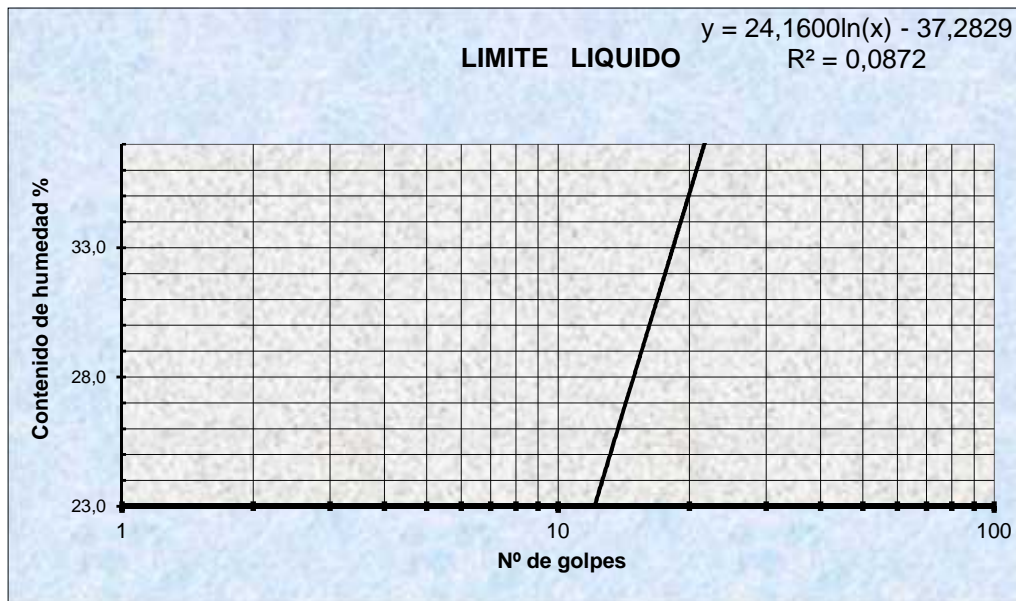 y = 24,1600ln(x) - 37,2829
LIMITE LIQUIDO
R² = 0,0872
Contenido de humedad %
33,0
28,0
23,0
1
10
100
Nº de golpes